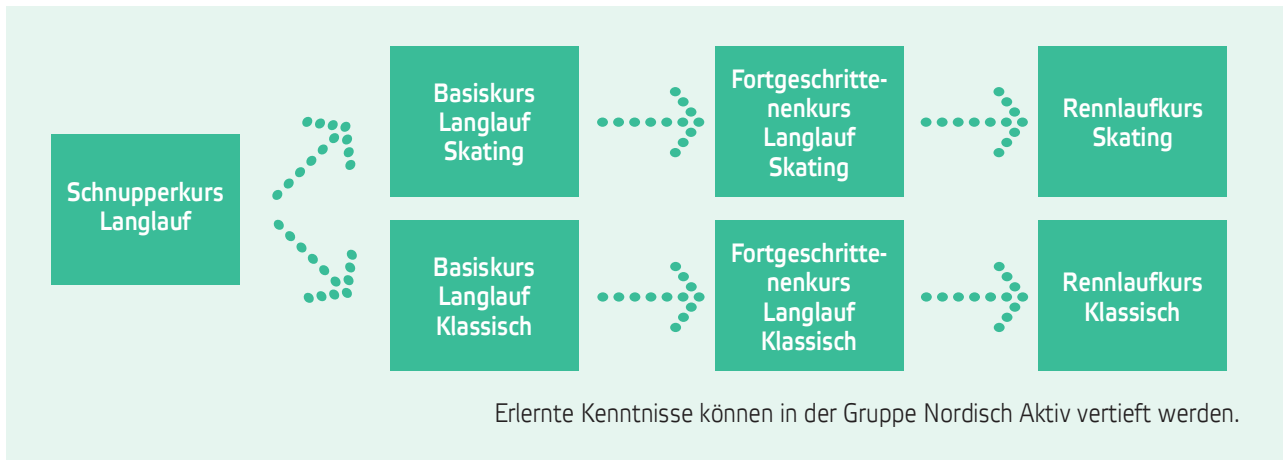 Schnupperkurs
Langlauf
Basiskurs
Langlauf
Skating
Fortgeschritte-
nenkurs
Langlauf
Skating
Rennlaufkurs
Skating
Basiskurs
Langlauf
Klassisch
Fortgeschritte-
nenkurs
Langlauf
Klassisch
Rennlaufkurs
Klassisch
Erlernte Kenntnisse können in der Gruppe Nordisch Aktiv vertieft werden.